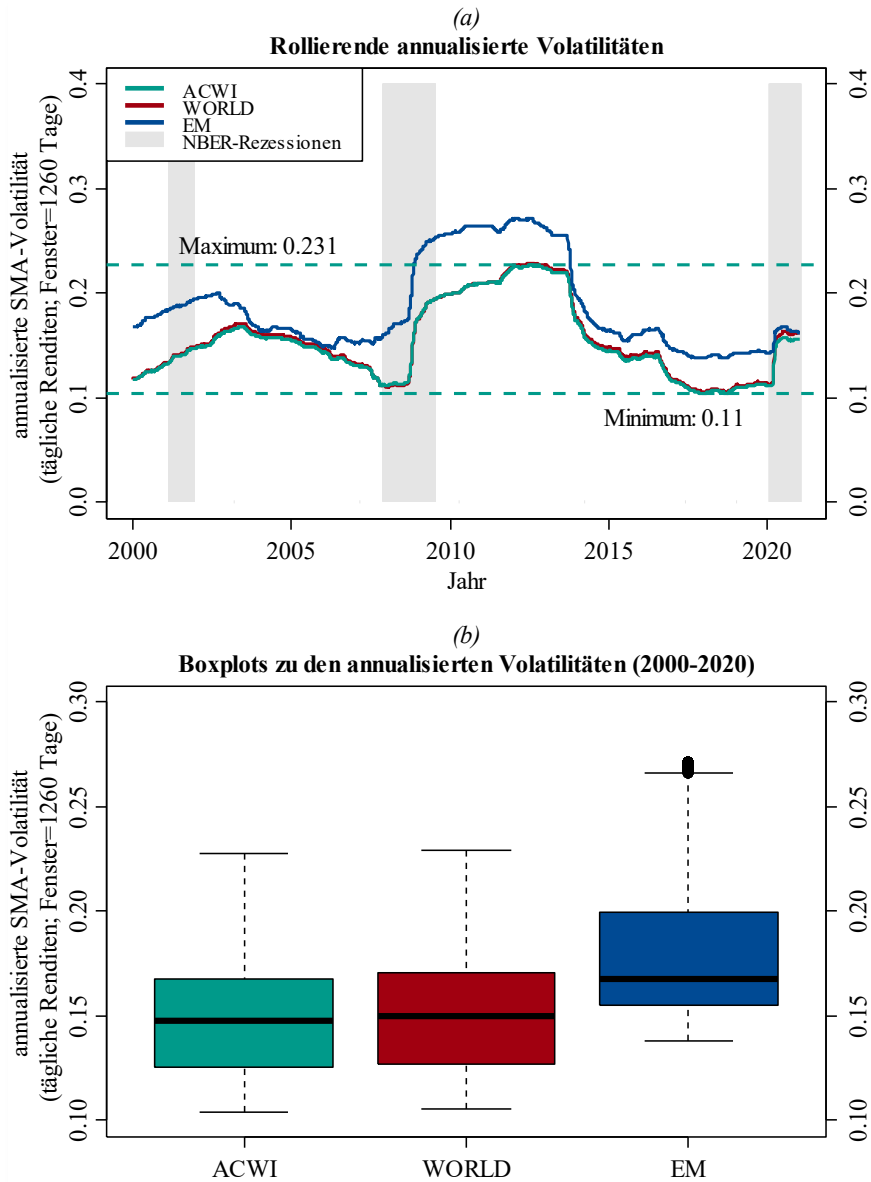 (a)
Rollierende annualisierte Volatilitäten
annualisierte SMA-Volatilität
(tägliche Renditen; Fenster=1260 Tage)
0.4
0.3
0.2
0.1
0.0
ACWI
WORLD
EM
NBER-Rezessionen
Maximum: 0.231
Minimum: 0.11
0.4
0.3
0.2
0.1
0.0
2000 2005 2010 2015 2020
Jahr
(b)
Boxplots zu den annualisierten Volatilitäten (2000-2020)
annualisierte SMA-Volatilität
(tägliche Renditen; Fenster=1260 Tage)
0.30
0.25
0.20
0.15
0.10
0.30
0.25
0.20
0.15
0.10
ACWI WORLD EM